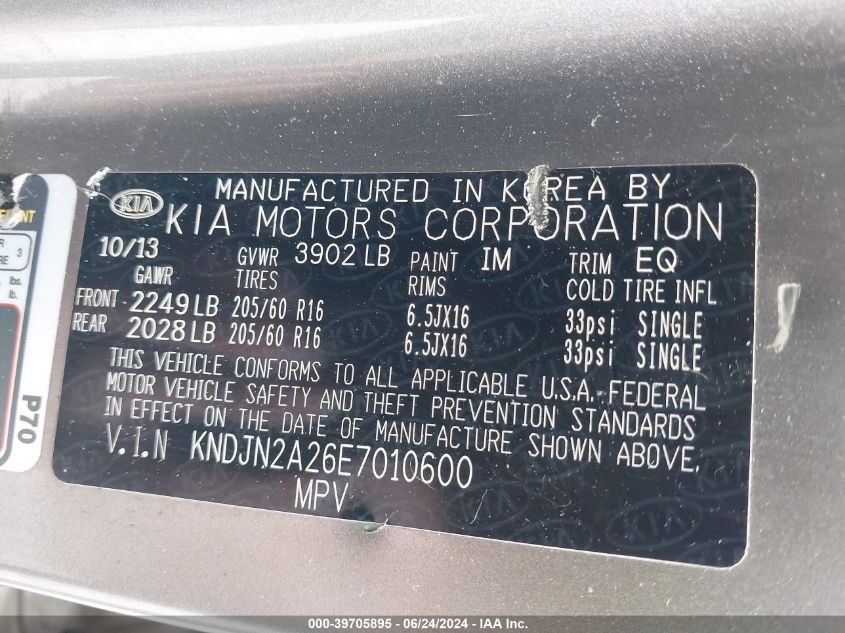 MANUFACTURED IN KOREA BY
KIA
KIA MOTORS CORPORATION
10/13 GVWR 3902 LB PAINT IM TRIM EQ
GAWR TIRES RIMS COLD TIRE INFL
FRONT 2249 LB 205/60 R16 6.5JX16 33psi SINGLE
REAR 2028 LB 205/60 R16 6.5JX16 33psi SINGLE
THIS VEHICLE CONFORMS TO ALL APPLICABLE U.S.A. FEDERAL
MOTOR VEHICLE SAFETY AND THEFT PREVENTION STANDARDS
IN EFFECT ON THE DATE OF MANUFACTURE SHOWN ABOVE.
V.I.N KNDJN2A26E7010600
MPV
3
lbs.
lb.
P70
000-39705895 - 06/24/2024 - IAA Inc.